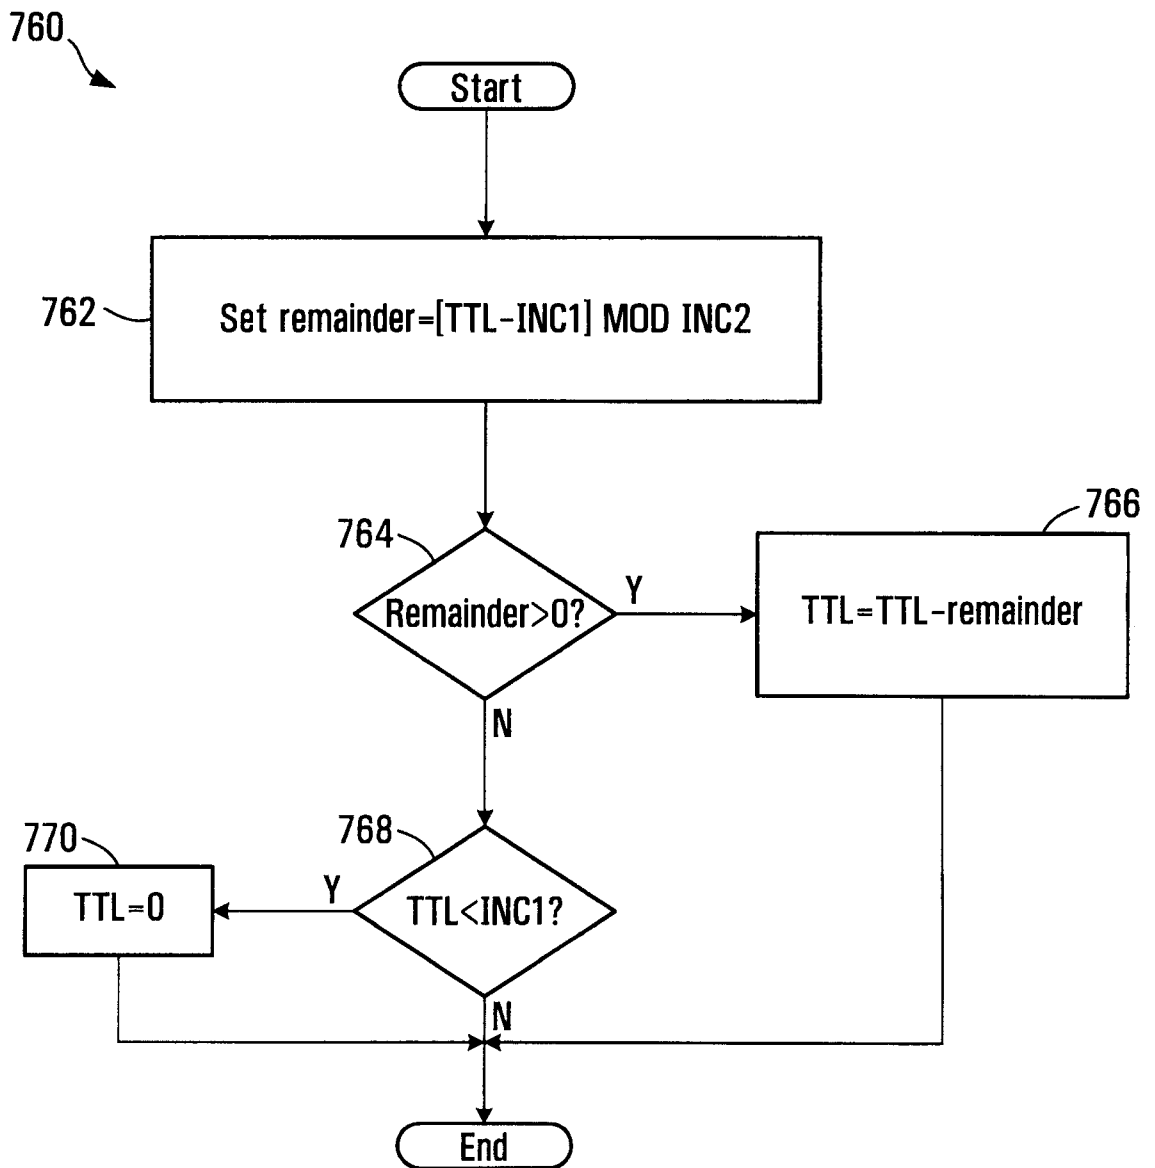 760
Start
762
Set remainder=[TTL-INC1] MOD INC2
764
Remainder>0?
Y
766
TTL=TTL-remainder
N
770
TTL=0
Y
768
TTL<INC1?
N
End